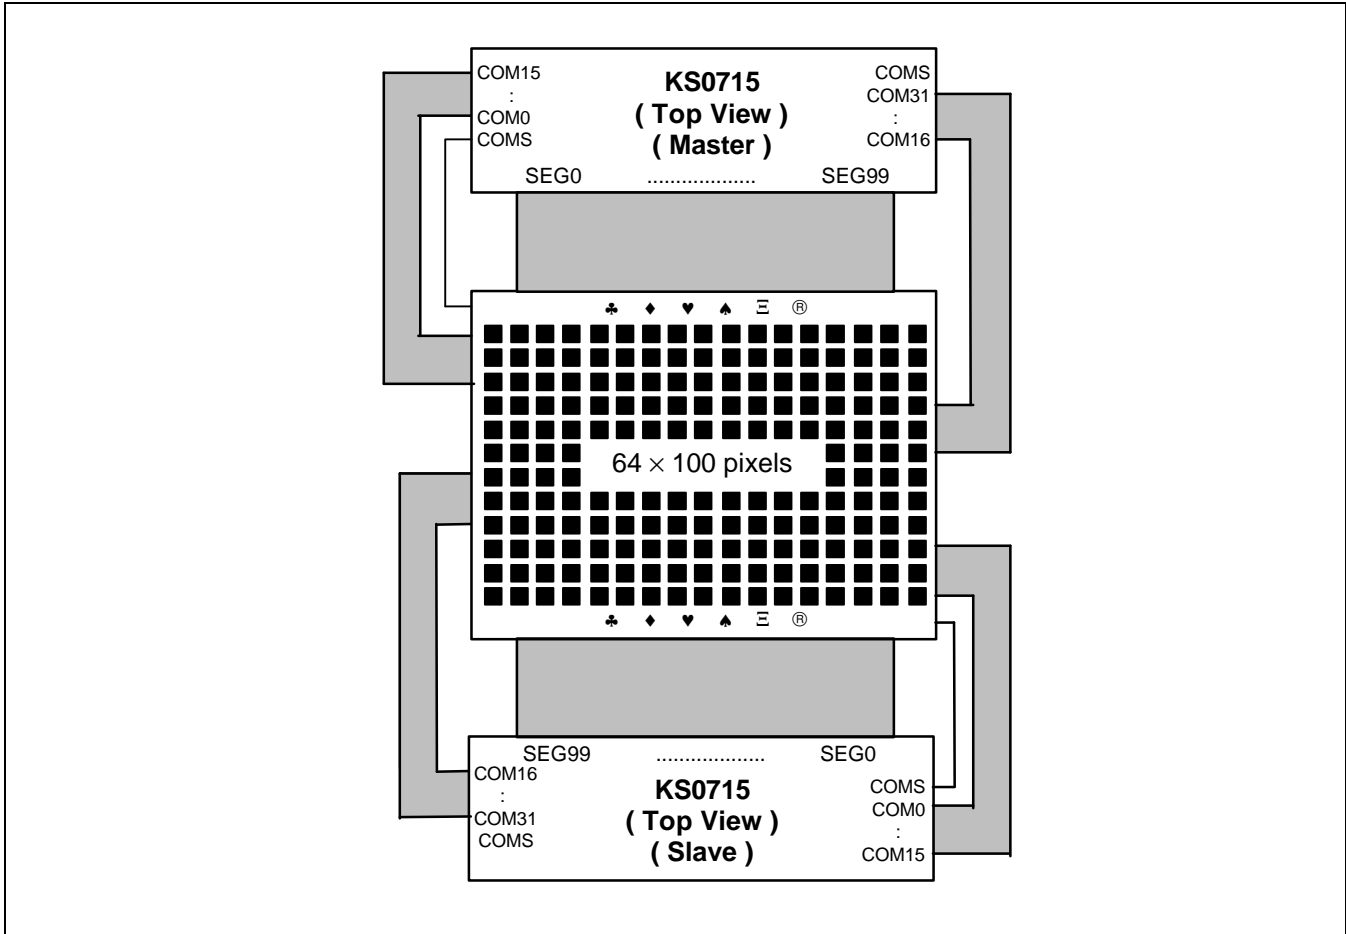 COM15
:
COM0
COMS
KS0715
( Top View )
( Master )
COMS
COM31
:
COM16
SEG0 ................... SEG99
♣ ♦ ♥ ♠ Ξ ®
64 × 100 pixels
♣ ♦ ♥ ♠ Ξ ®
SEG99 ................... SEG0
COM16
:
COM31
COMS
KS0715
( Top View )
( Slave )
COMS
COM0
:
COM15